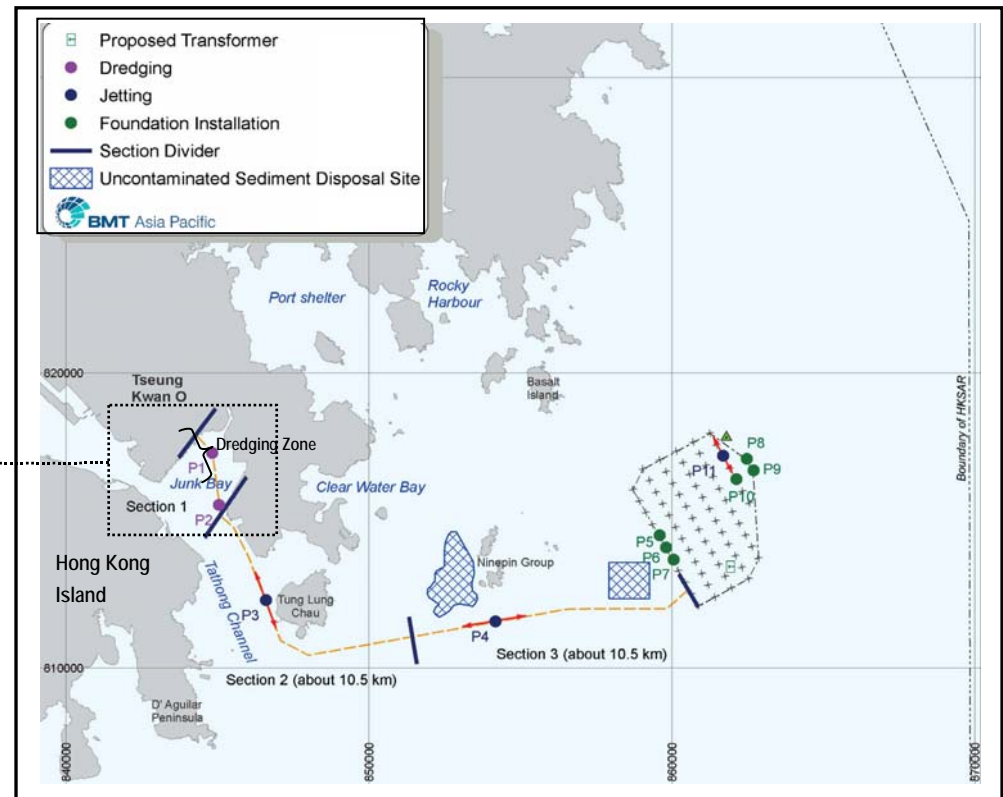 Proposed Transformer
Dredging
Jetting
Foundation Installation
Section Divider
Uncontaminated Sediment Disposal Site
BMT Asia Pacific
Port shelter
Rocky
Harbour
820000
Tseung
Kwan O
Basalt
Island
Boundary of HKSAR
Dredging Zone
P1
Junk Bay
Clear Water Bay
P11
P8
P9
P10
Section 1
P2
P5
P6
P7
Hong Kong
Island
Ninepin Group
Tathong Channel
P3
Tung Lung
Chau
P4
Section 3 (about 10.5 km)
810000
Section 2 (about 10.5 km)
D' Aguilar
Peninsula
840000
850000
860000
870000